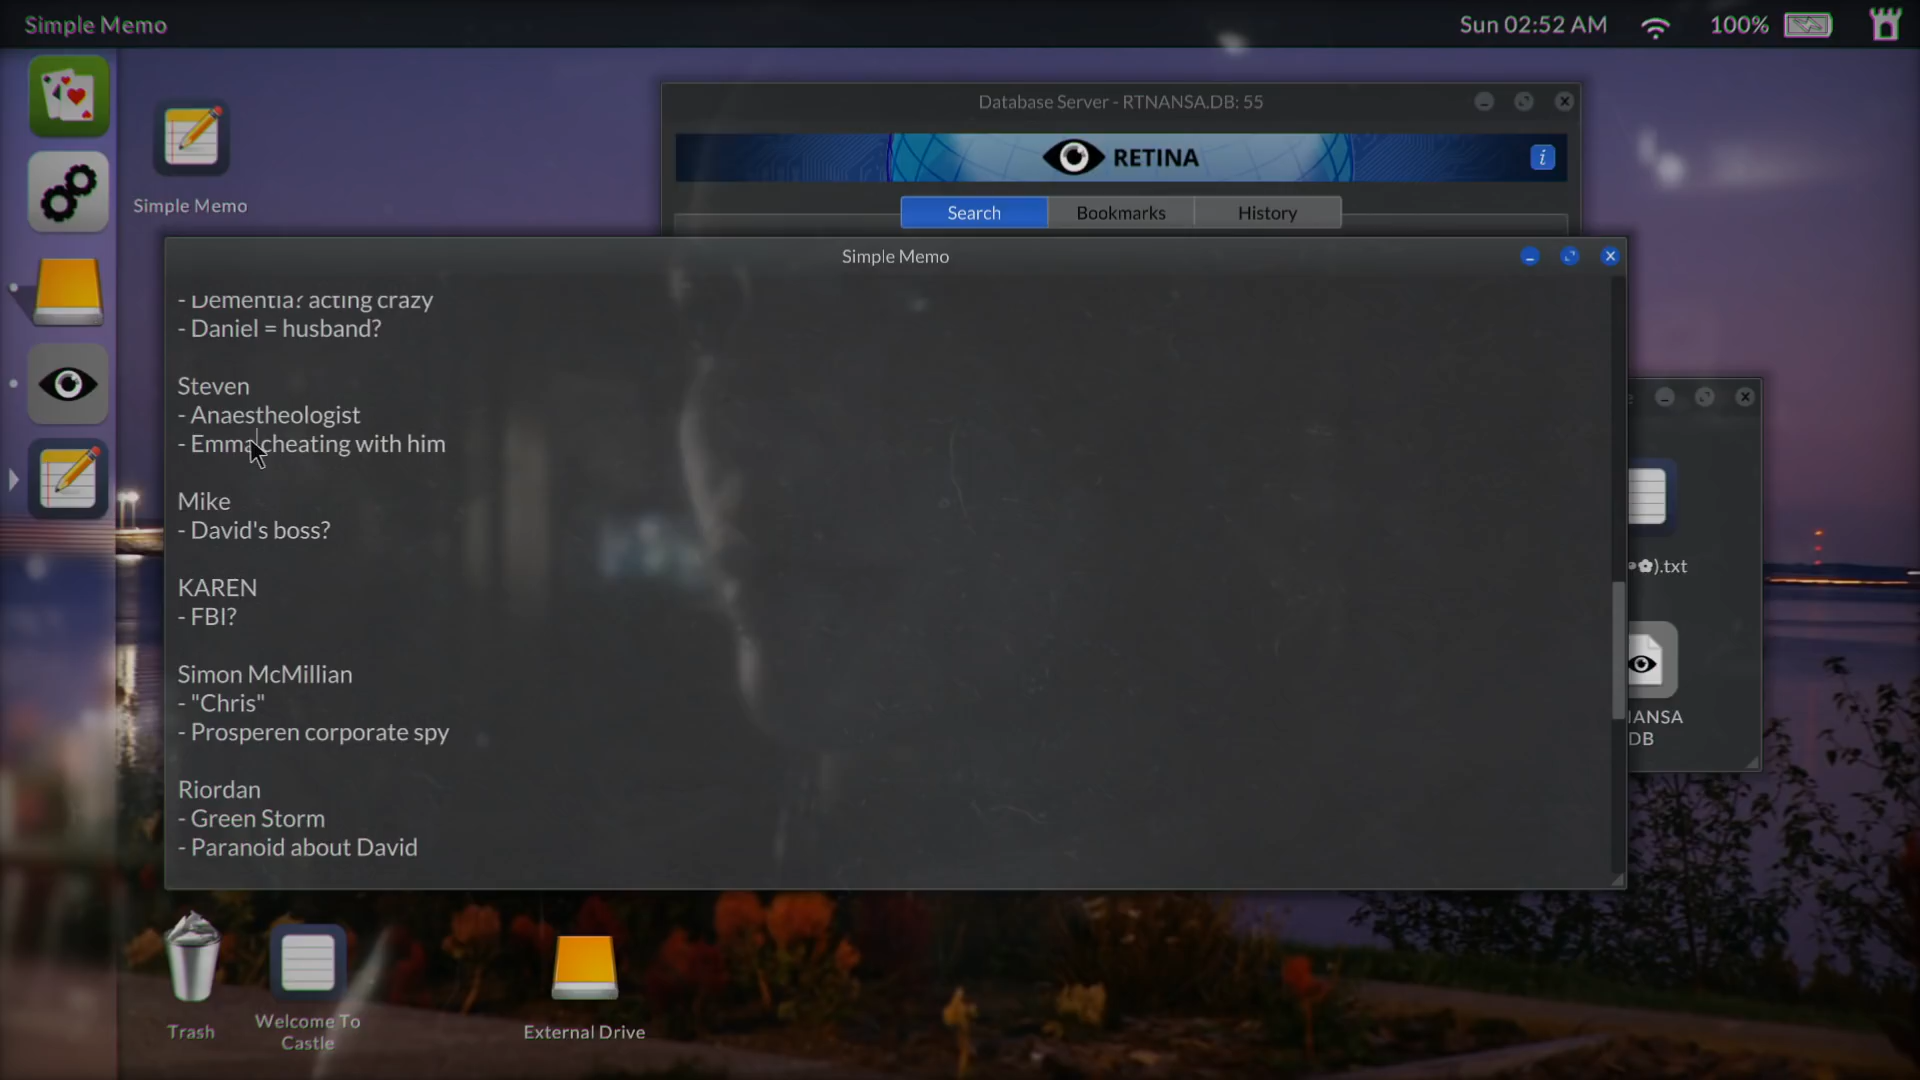 Simple Memo
Sun 02:52 AM
100%
Simple Memo
Database Server - RTNANSA.DB: 55
RETINA
i
Search
Bookmarks
History
Simple Memo
- Dementia? acting crazy
- Daniel = husband?
Steven
- Anaestheologist
- Emma cheating with him
Mike
- David's boss?
KAREN
- FBI?
Simon McMillian
- "Chris"
- Prosperen corporate spy
Riordan
- Green Storm
- Paranoid about David
).txt
IANSA
DB
Trash
Welcome To
Castle
External Drive